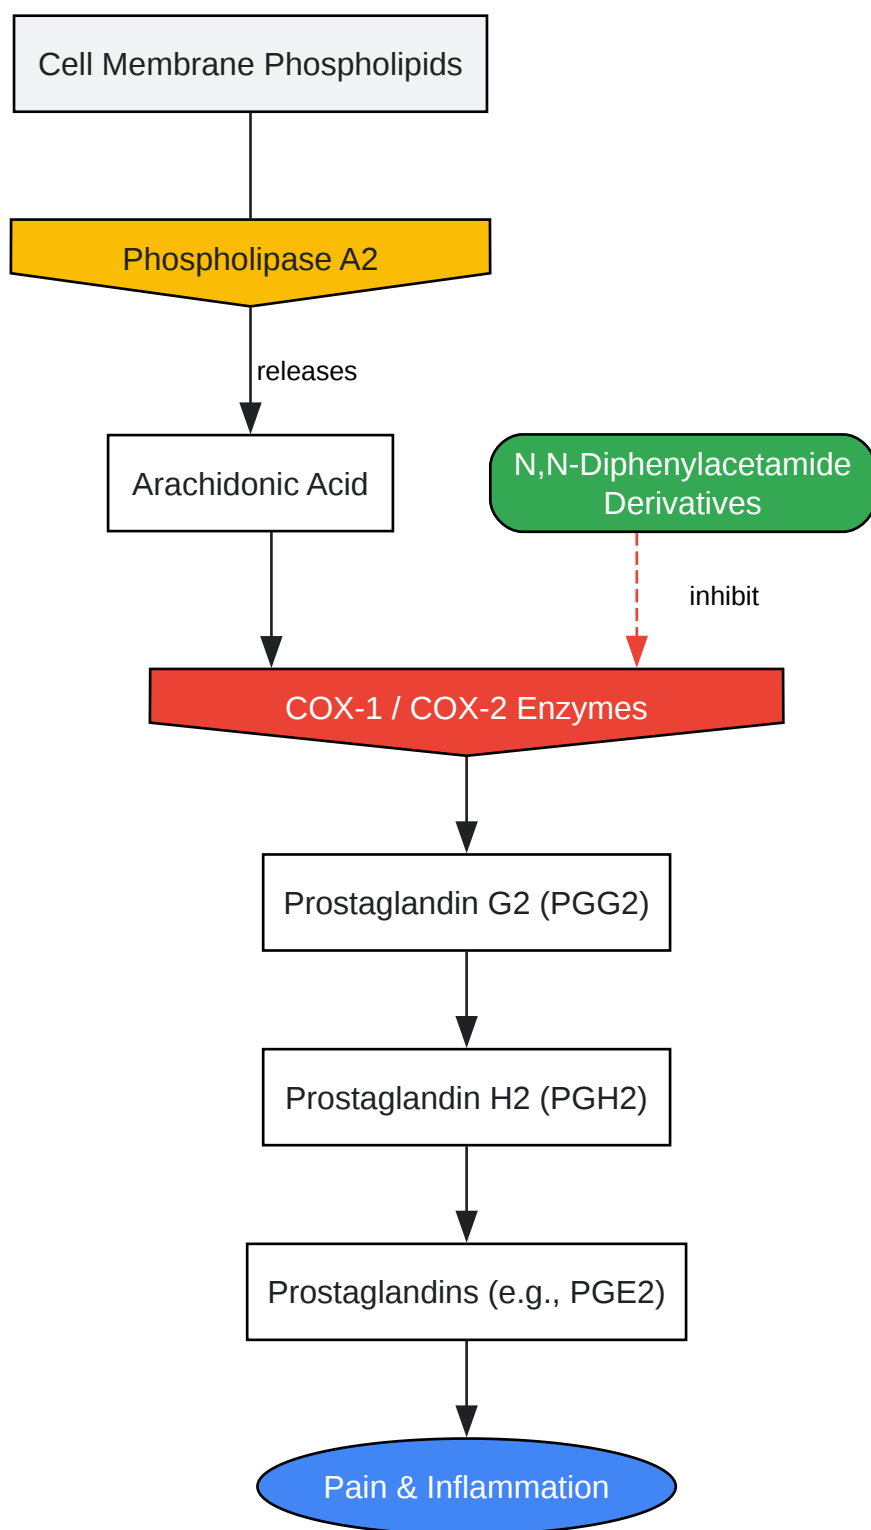 Cell Membrane Phospholipids
Phospholipase A2
releases
Arachidonic Acid
N,N-Diphenylacetamide
Derivatives
inhibit
COX-1 / COX-2 Enzymes
Prostaglandin G2 (PGG2)
Prostaglandin H2 (PGH2)
Prostaglandins (e.g., PGE2)
Pain & Inflammation